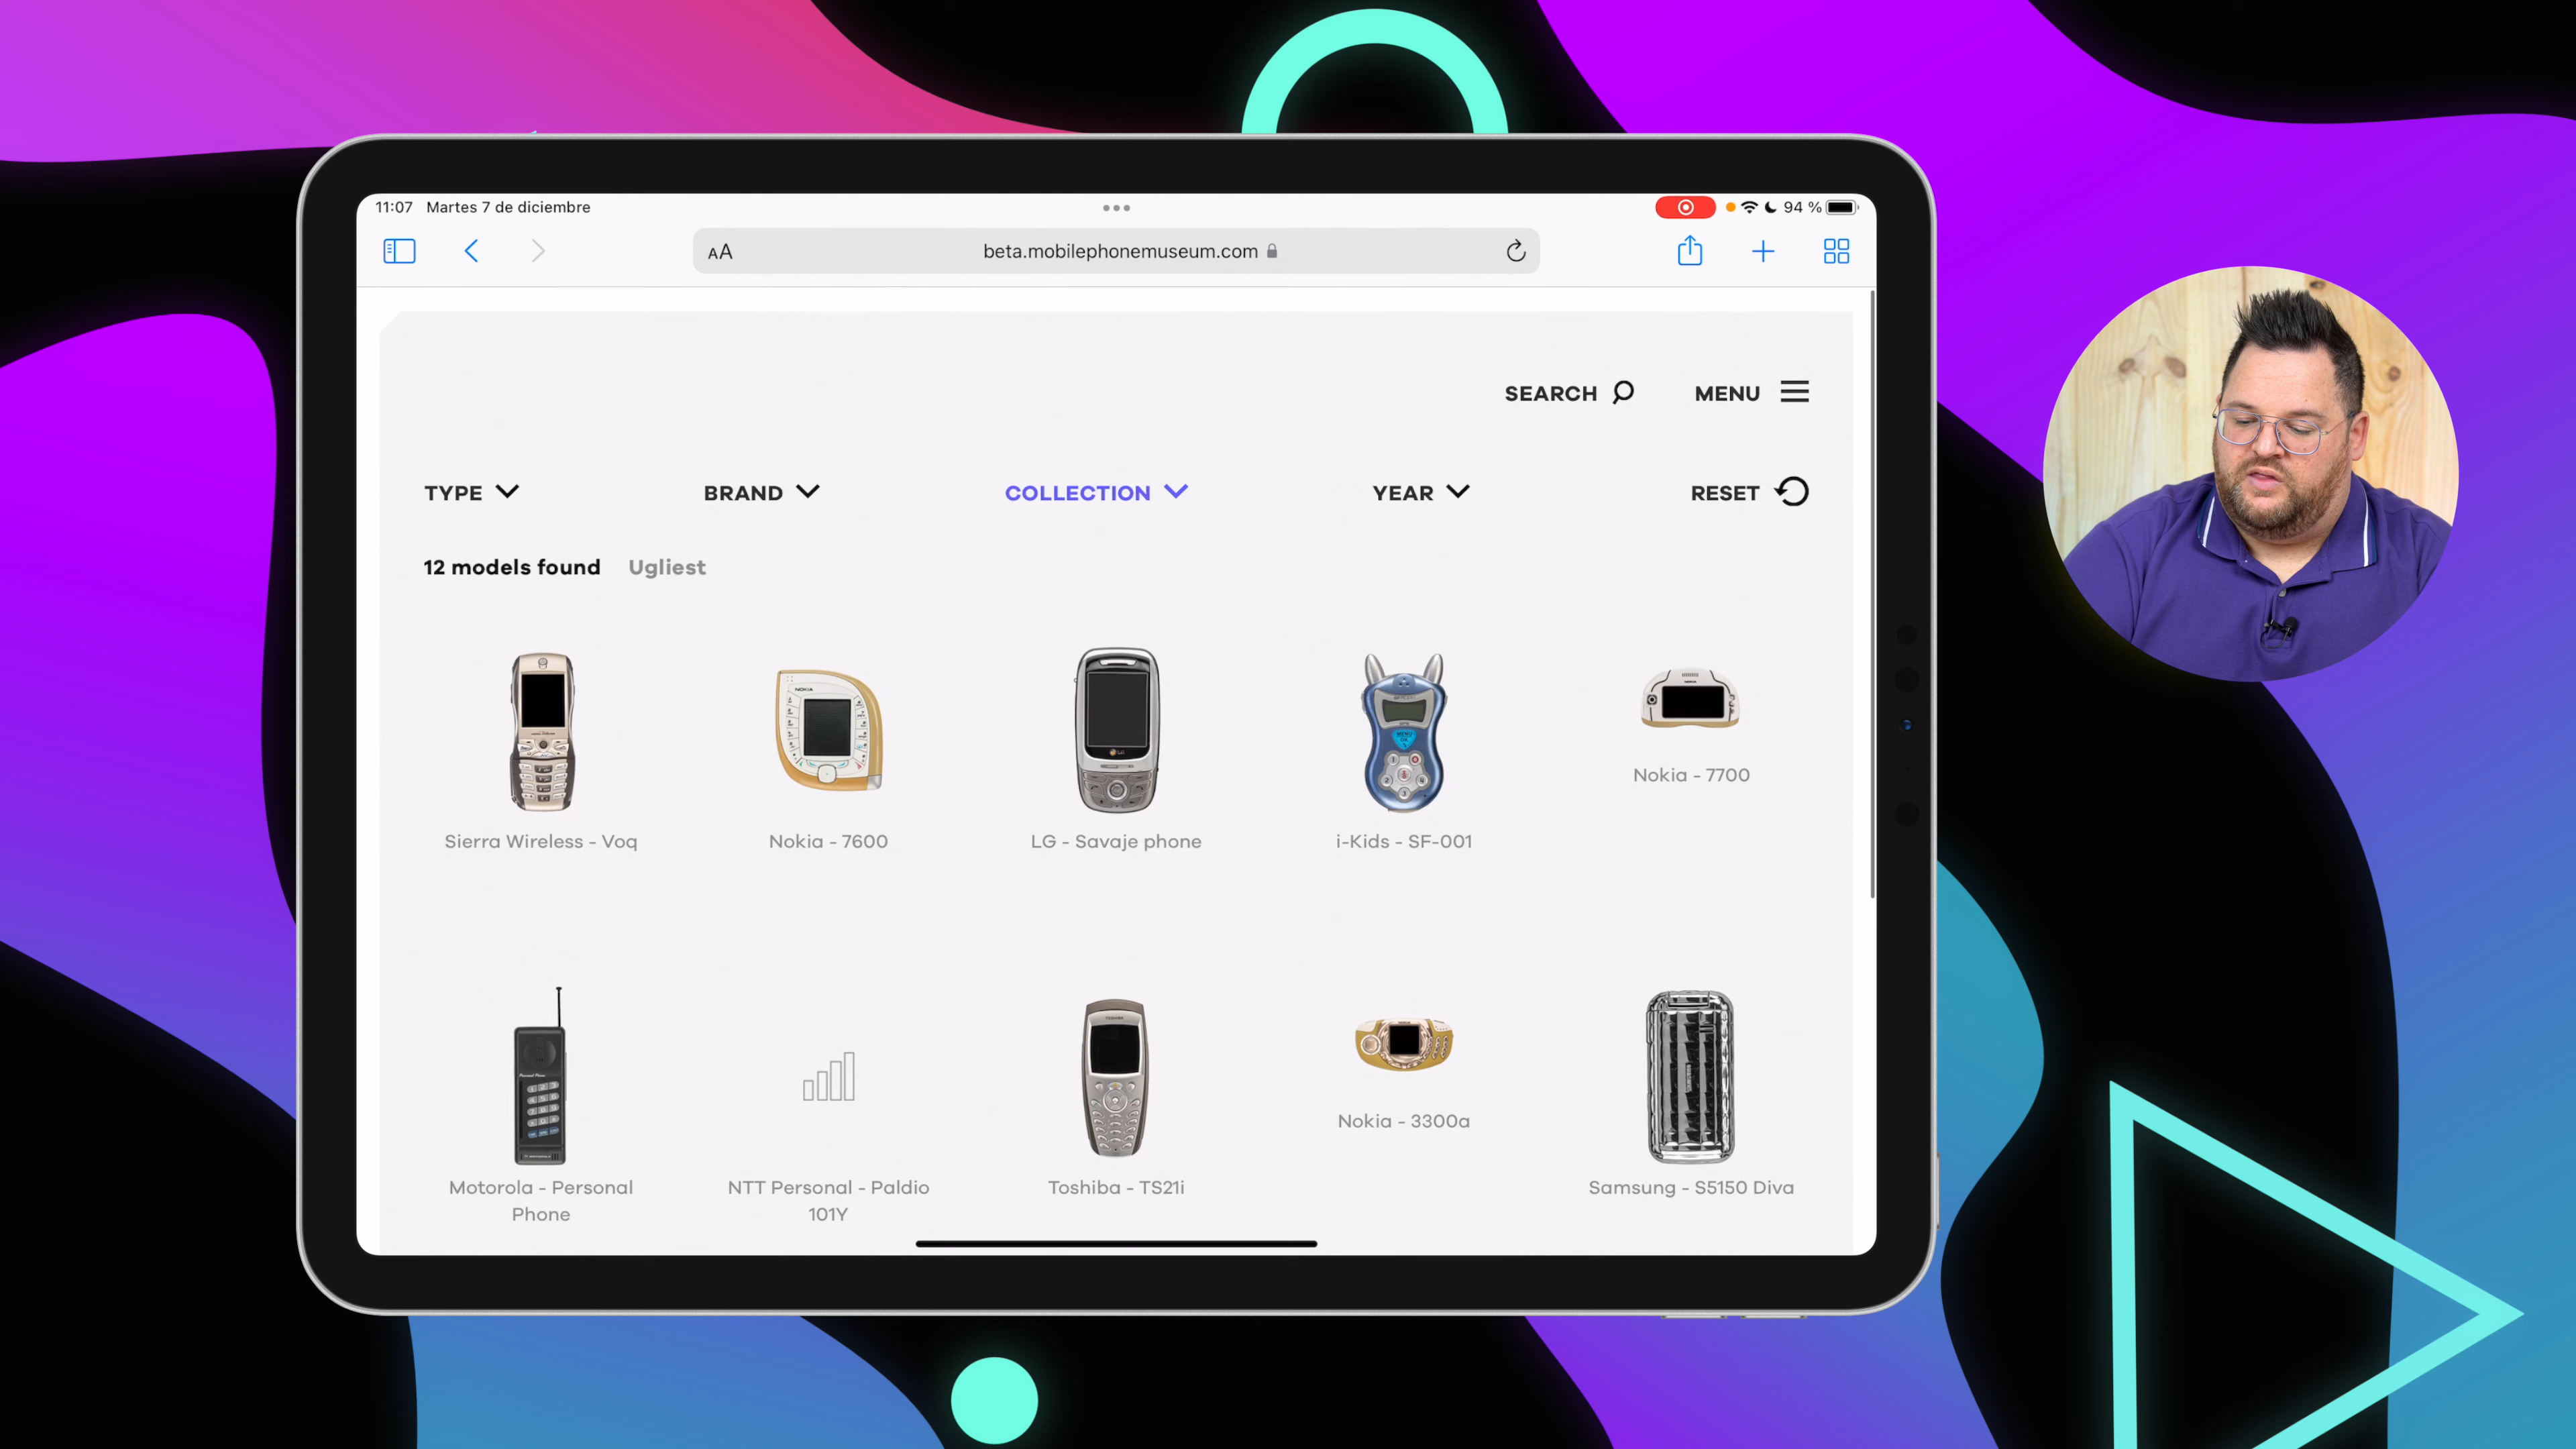 11:07 Martes 7 de diciembre
94 %
AA beta.mobilephonemuseum.com
SEARCH MENU
TYPE BRAND COLLECTION YEAR RESET
12 models found Ugliest
NOKIA
Sierra Wireless - Voq
Nokia - 7600
LG - Savaje phone
i-Kids - SF-001
Nokia - 7700
Motorola - Personal Phone
NTT Personal - Paldio 101Y
Toshiba - TS21i
Nokia - 3300a
Samsung - S5150 Diva